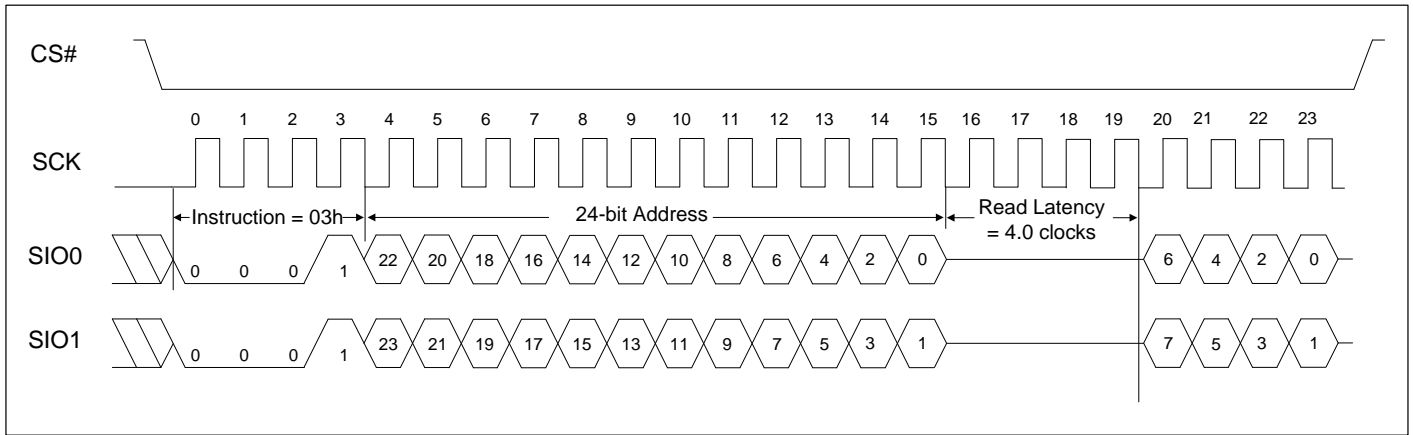 CS#
0 1 2 3 4 5 6 7 8 9 10 11 12 13 14 15 16 17 18 19 20 21 22 23
SCK
Instruction = 03h 24-bit Address Read Latency
= 4.0 clocks
SIO0 0 0 0 1 22 20 18 16 14 12 10 8 6 4 2 0 6 4 2 0
SIO1 0 0 0 1 23 21 19 17 15 13 11 9 7 5 3 1 7 5 3 1